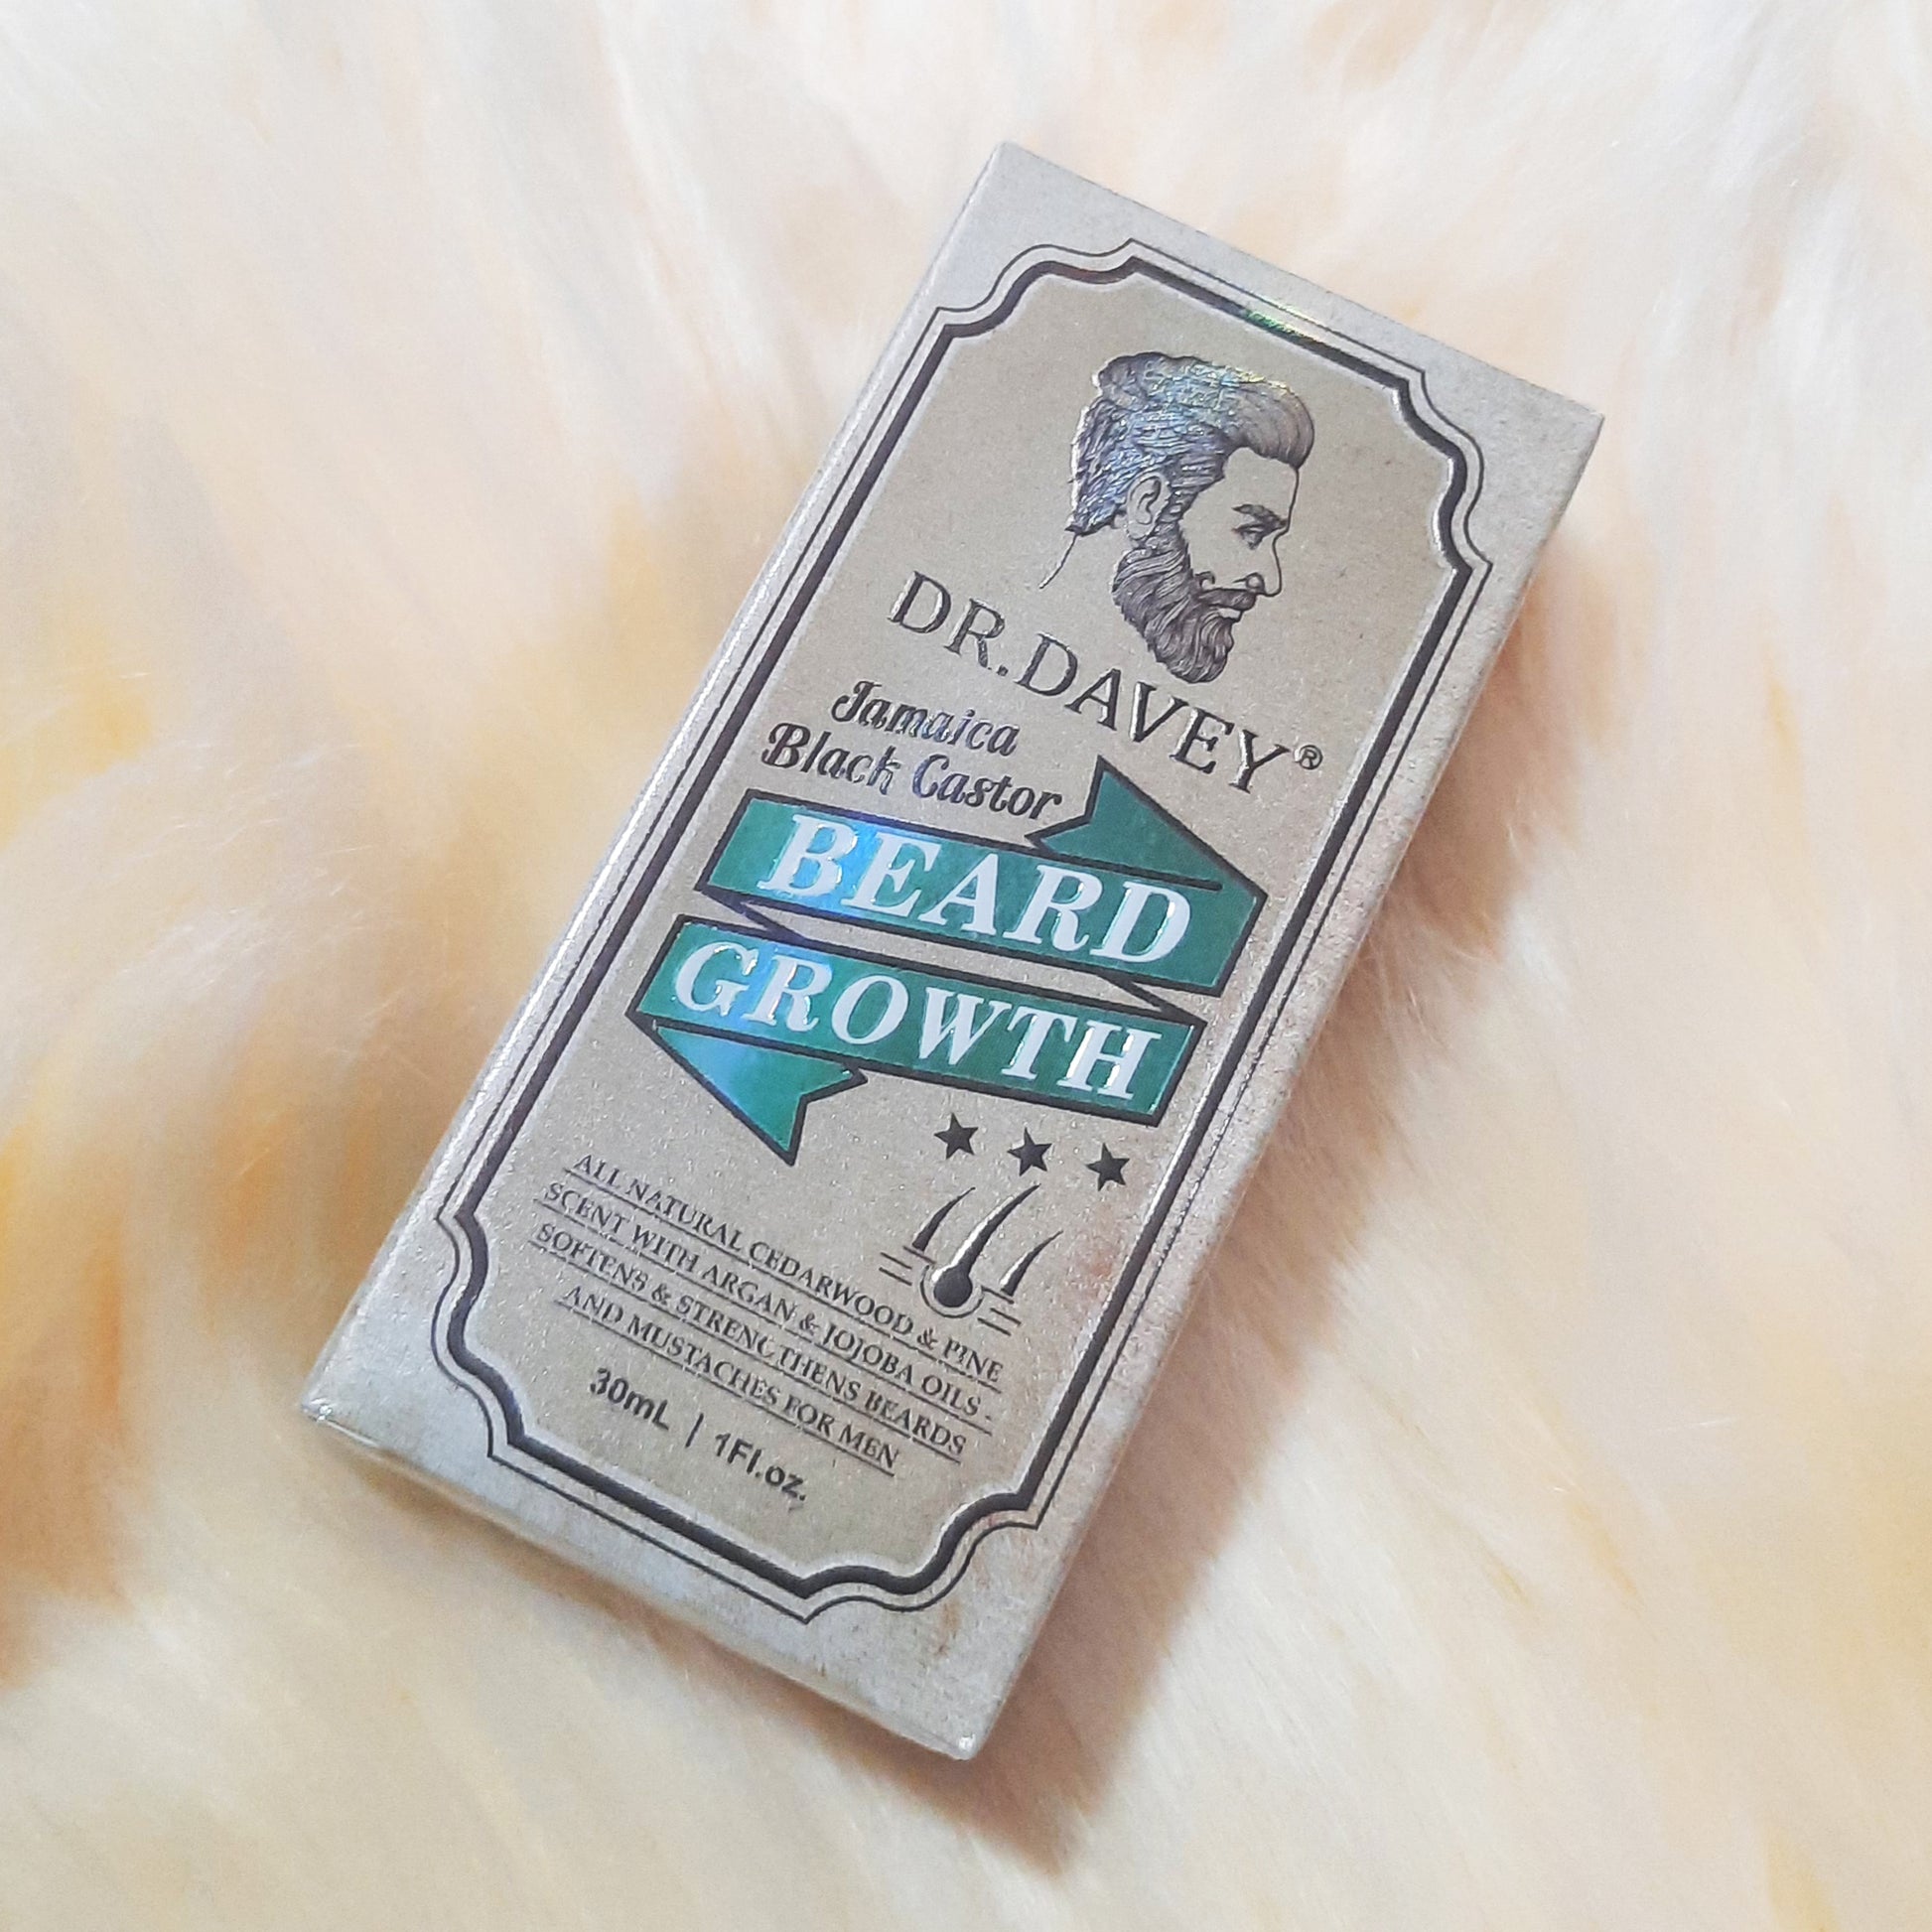 DR.DAVEY®
Jamaica
Black Castor
BEARD
GROWTH
ALL NATURAL CEDARWOOD & PINE
SCENT WITH ARGAN & JOJOBA OILS -
SOFTENS & STRENGTHENS BEARDS
AND MUSTACHES FOR MEN
30mL | 1Fl.oz.